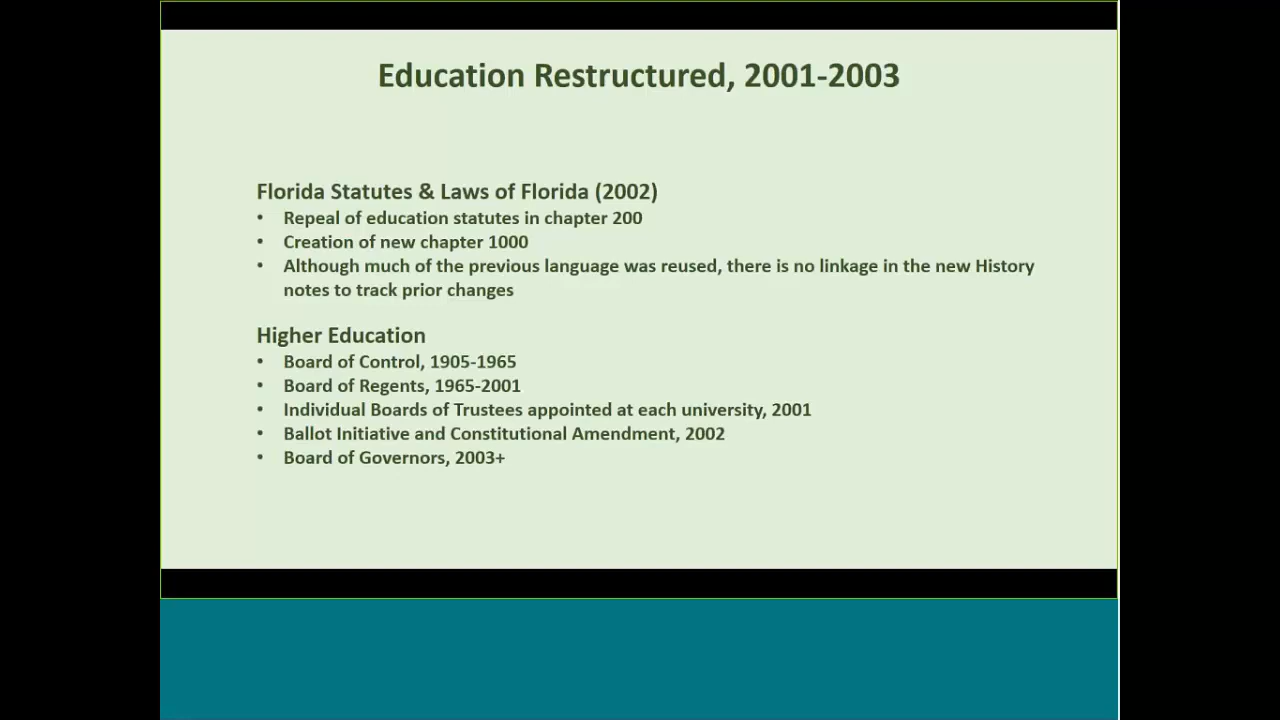 Education Restructured, 2001-2003
Florida Statutes & Laws of Florida (2002)
• Repeal of education statutes in chapter 200
• Creation of new chapter 1000
• Although much of the previous language was reused, there is no linkage in the new History
notes to track prior changes
Higher Education
• Board of Control, 1905-1965
• Board of Regents, 1965-2001
• Individual Boards of Trustees appointed at each university, 2001
• Ballot Initiative and Constitutional Amendment, 2002
• Board of Governors, 2003+